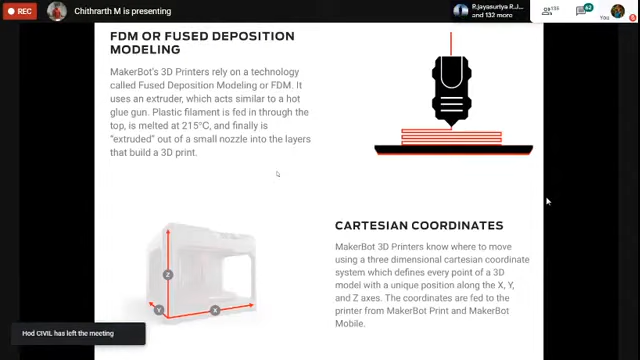 REC
Chithrarth M is presenting
R.jayasuriya R.J...
and 132 more
135
62
You
FDM OR FUSED DEPOSITION
MODELING
MakerBot's 3D Printers rely on a technology
called Fused Deposition Modeling or FDM. It
uses an extruder, which acts similar to a hot
glue gun. Plastic filament is fed in through the
top, is melted at 215°C, and finally is
"extruded" out of a small nozzle into the layers
that build a 3D print.
CARTESIAN COORDINATES
MakerBot 3D Printers know where to move
using a three dimensional cartesian coordinate
system which defines every point of a 3D
model with a unique position along the X, Y,
and Z axes. The coordinates are fed to the
printer from MakerBot Print and MakerBot
Mobile.
Z
Y
X
Hod CIVIL has left the meeting